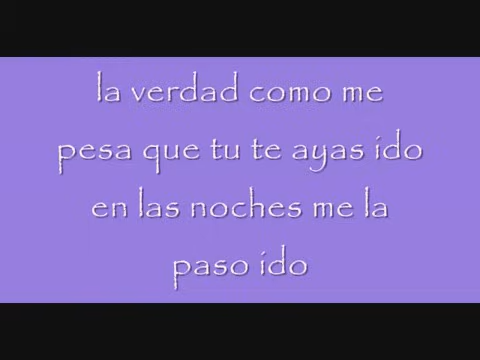 la verdad como me
pesa que tu te ayas ido
en las noches me la
paso ido